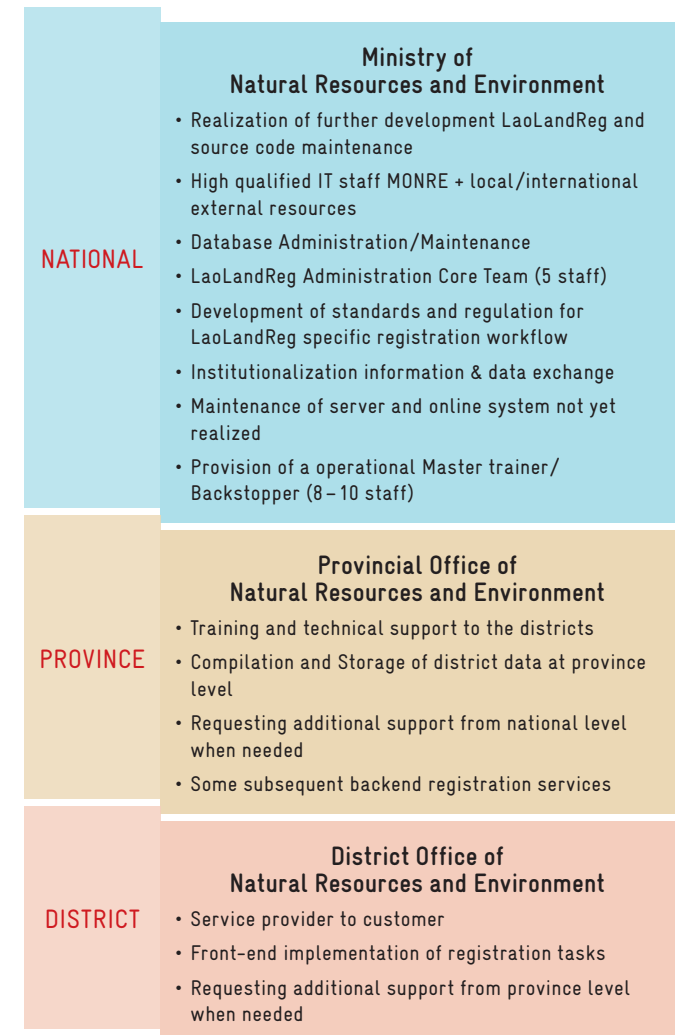 NATIONAL
Ministry of
Natural Resources and Environment
• Realization of further development LaoLandReg and
source code maintenance
• High qualified IT staff MONRE + local/international
external resources
• Database Administration/Maintenance
• LaoLandReg Administration Core Team (5 staff)
• Development of standards and regulation for
LaoLandReg specific registration workflow
• Institutionalization information & data exchange
• Maintenance of server and online system not yet
realized
• Provision of a operational Master trainer/
Backstopper (8–10 staff)
PROVINCE
Provincial Office of
Natural Resources and Environment
• Training and technical support to the districts
• Compilation and Storage of district data at province
level
• Requesting additional support from national level
when needed
• Some subsequent backend registration services
DISTRICT
District Office of
Natural Resources and Environment
• Service provider to customer
• Front-end implementation of registration tasks
• Requesting additional support from province level
when needed